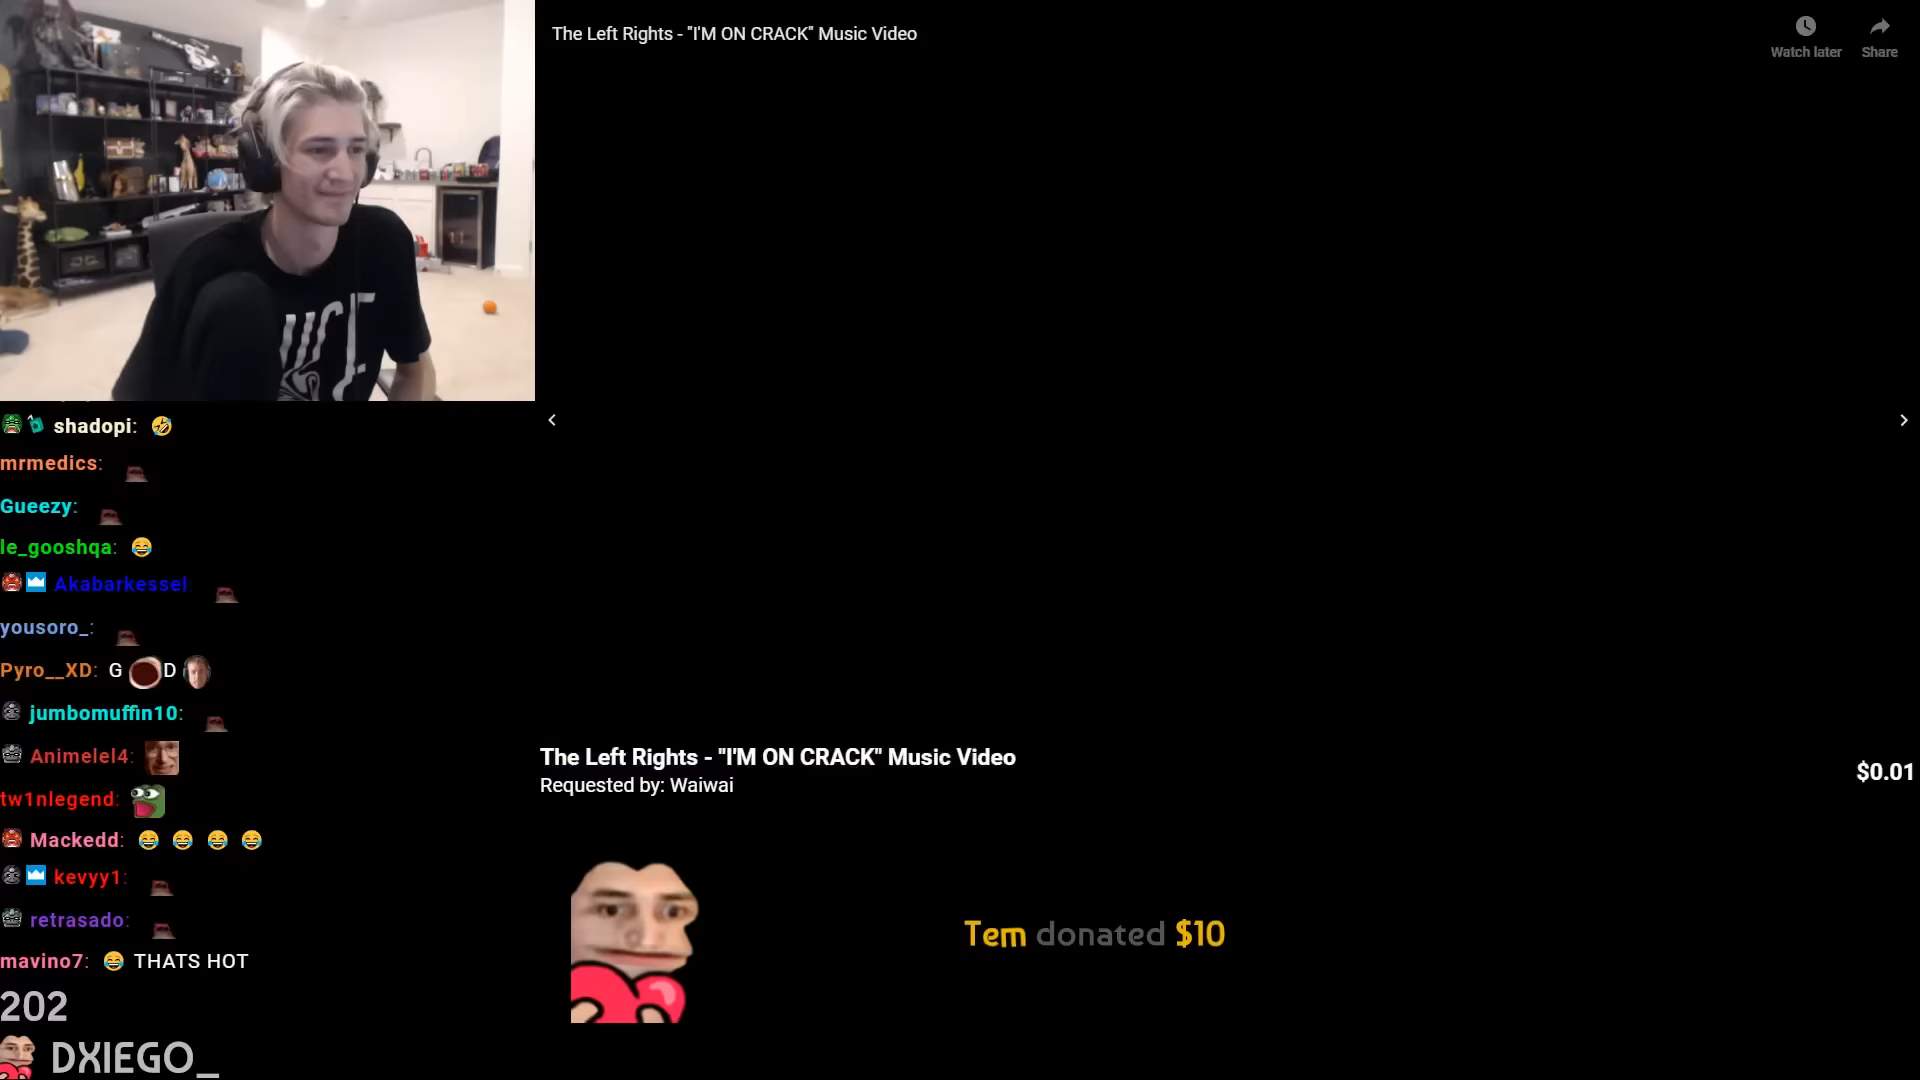 The Left Rights - "I'M ON CRACK" Music Video
Watch later
Share
shadopi:
mrmedics:
Gueezy:
le_gooshqa:
Akabarkessel
yousoro_:
Pyro__XD: G D
jumbomuffin10:
Animelel4:
tw1nlegend:
Mackedd:
kevyy1:
retrasado:
mavino7: 😂 THATS HOT
202
DXIEGO_
The Left Rights - "I'M ON CRACK" Music Video
Requested by: Waiwai
$0.01
Tem donated $10